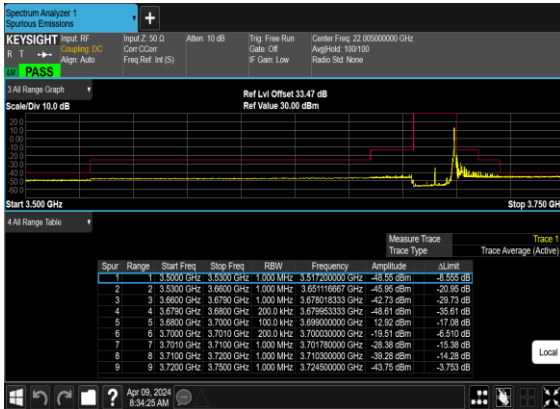 Spectrum Analyzer 1
Spurious Emissions
KEYSIGHT Input: RF Input Z: 50 Ω Atten: 10 dB Trig: Free Run Center Freq: 22.005000000 GHz
R T Coupling: DC Corr CCorr Gate: Off Avg|Hold: 100/100
Align: Auto Freq Ref: Int (S) IF Gain: Low Radio Std: None
LXI PASS
3 All Range Graph
Ref Lvl Offset 33.47 dB
Scale/Div 10.0 dB Ref Value 30.00 dBm
20.0
10.0
0.00
-10.0
-20.0
-30.0
-40.0
-50.0
-60.0
Start 3.500 GHz Stop 3.750 GH
4 All Range Table
Measure Trace Trace 1
Trace Type Trace Average (Active)
Spur Range Start Freq Stop Freq RBW Frequency Amplitude ΔLimit
1 1 3.5000 GHz 3.5300 GHz 1.000 MHz 3.517200000 GHz -48.55 dBm -8.555 dB
2 2 3.5300 GHz 3.6600 GHz 1.000 MHz 3.651116667 GHz -45.95 dBm -20.95 dB
3 3 3.6600 GHz 3.6790 GHz 1.000 MHz 3.678018333 GHz -42.73 dBm -29.73 dB
4 4 3.6790 GHz 3.6800 GHz 200.0 kHz 3.679953333 GHz -48.61 dBm -35.61 dB
5 5 3.6800 GHz 3.7000 GHz 100.0 kHz 3.699000000 GHz 12.92 dBm -17.08 dB
6 6 3.7000 GHz 3.7010 GHz 200.0 kHz 3.700030000 GHz -19.51 dBm -6.510 dB
7 7 3.7010 GHz 3.7100 GHz 1.000 MHz 3.701780000 GHz -28.38 dBm -15.38 dB
8 8 3.7100 GHz 3.7200 GHz 1.000 MHz 3.710300000 GHz -39.28 dBm -14.28 dB
9 9 3.7200 GHz 3.7500 GHz 1.000 MHz 3.724500000 GHz -43.75 dBm -3.753 dB
Local
Apr 09, 2024
8:34:25 AM